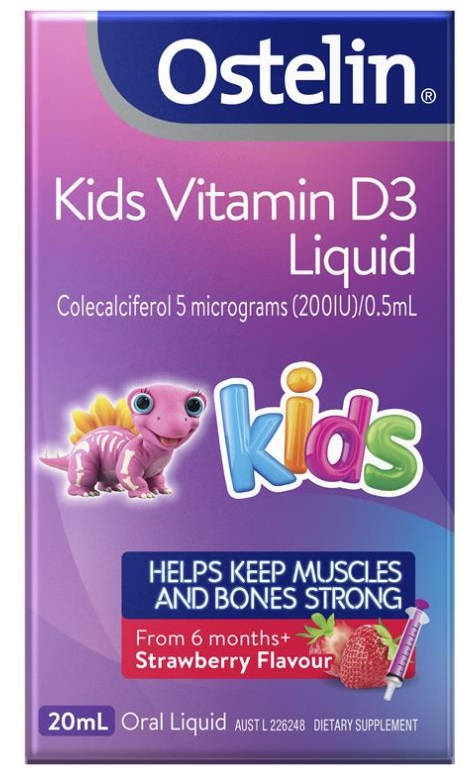 Ostelin®
Kids Vitamin D3
Liquid
Colecalciferol 5 micrograms (200IU)/0.5mL
kids
HELPS KEEP MUSCLES
AND BONES STRONG
From 6 months+
Strawberry Flavour
20mL Oral Liquid AUST L 226248 DIETARY SUPPLEMENT